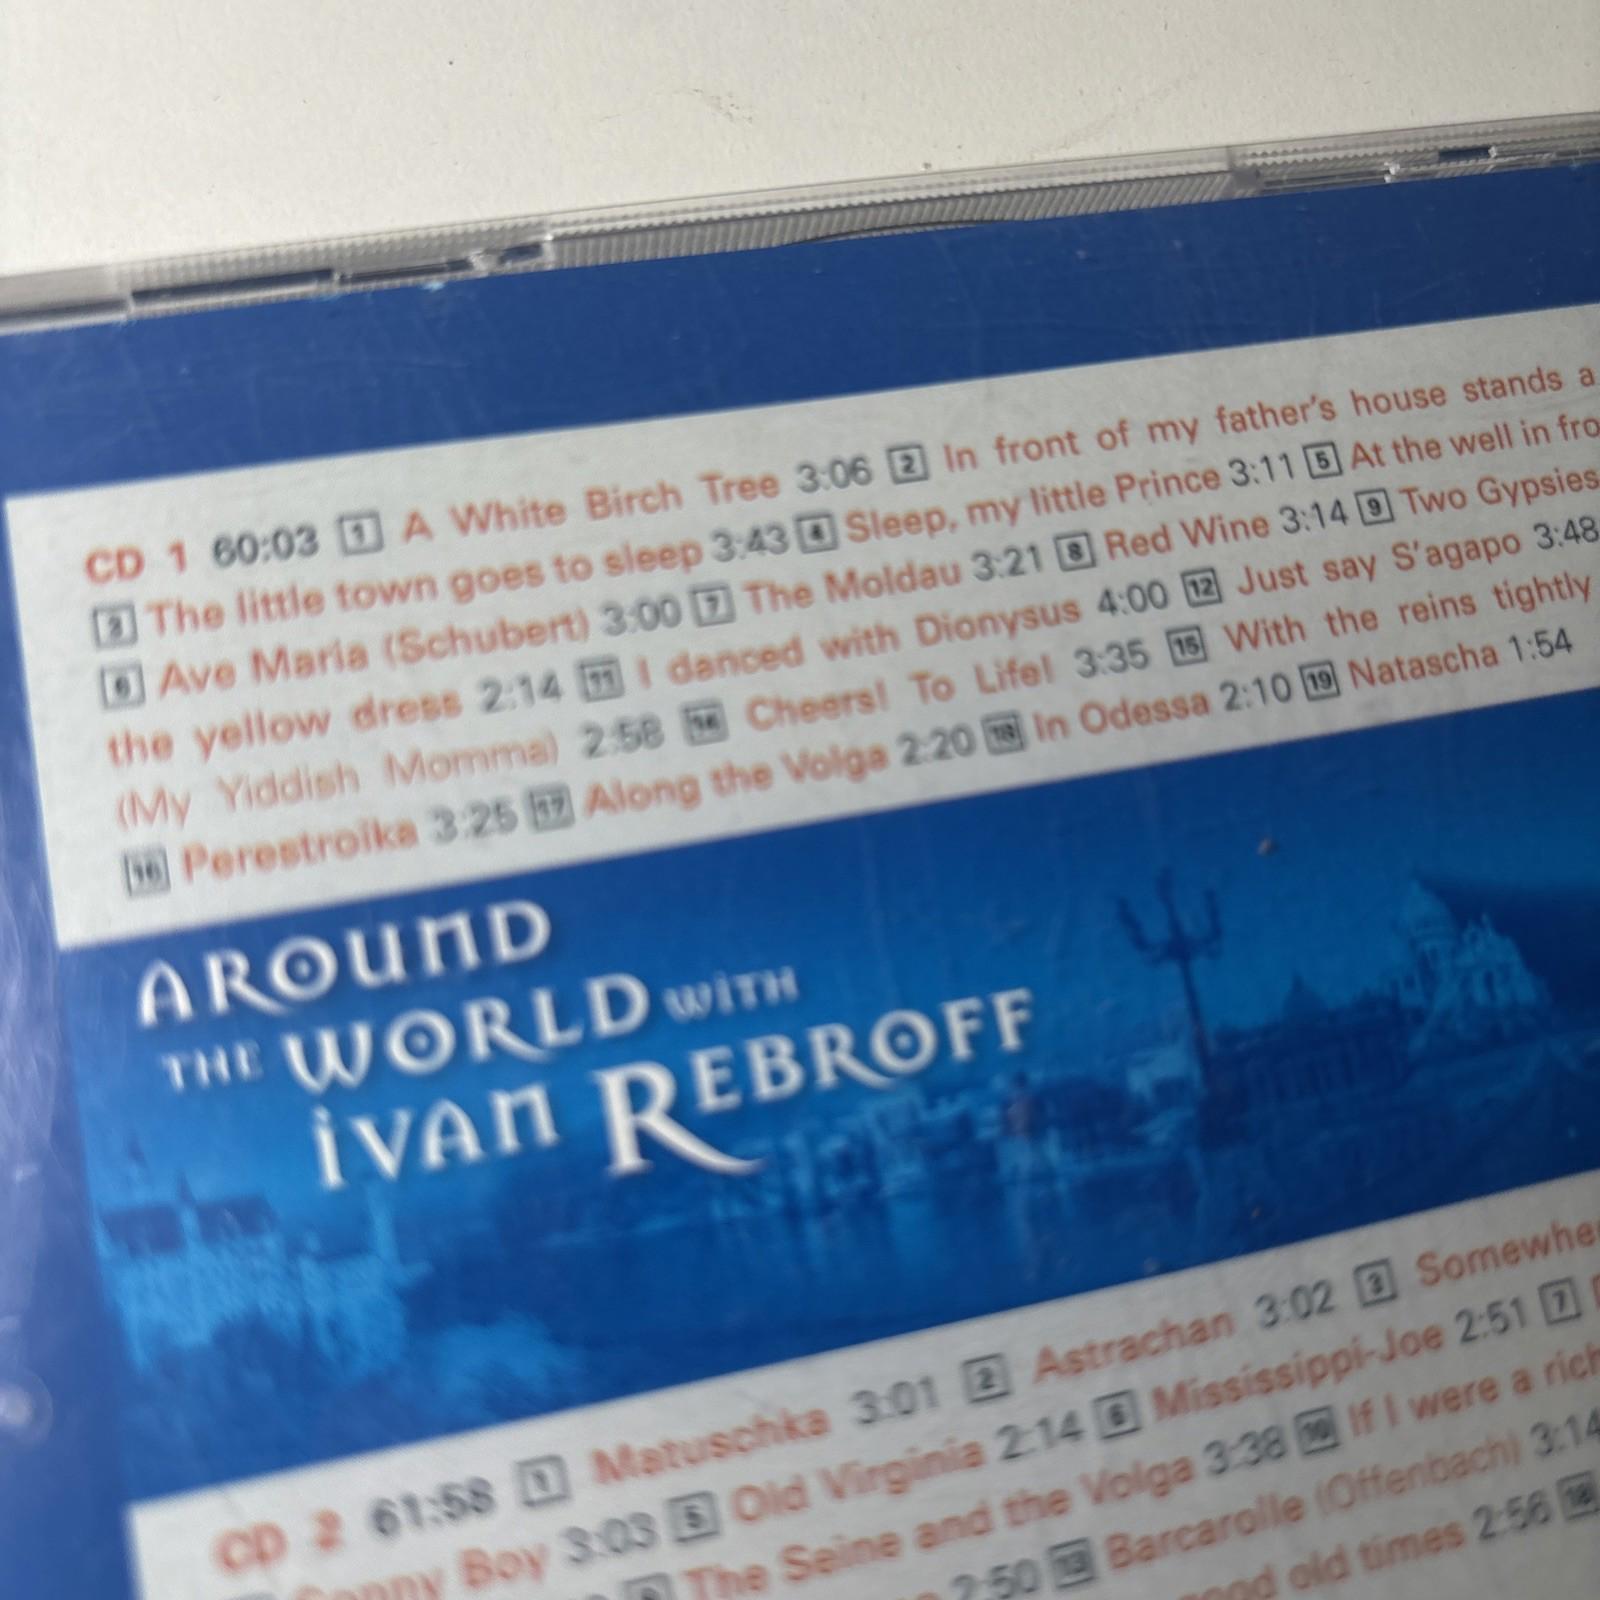 CD 1 60:03 1 A White Birch Tree 3:06 2 In front of my father's house stands a
3 The little town goes to sleep 3:43 4 Sleep, my little Prince 3:11 5 At the well in fro
6 Ave Maria (Schubert) 3:00 7 The Moldau 3:21 8 Red Wine 3:14 9 Two Gypsies
the yellow dress 2:14 11 I danced with Dionysus 4:00 12 Just say S'agapo 3:48
(My Yiddish Momma) 2:58 14 Cheers! To Life! 3:35 15 With the reins tightly
16 Perestroika 3:25 17 Along the Volga 2:20 18 In Odessa 2:10 19 Natascha 1:54
AROUND
THE WORLD WITH
IVAN REBROFF
CD 2 61:58 1 Matuschka 3:01 2 Astrachan 3:02 3 Somewhe
Sonny Boy 3:03 5 Old Virginia 2:14 6 Mississippi-Joe 2:51 7
9 The Seine and the Volga 3:38 10 If I were a rich
2:50 13 Barcarolle (Offenbach) 3:14
good old times 2:56